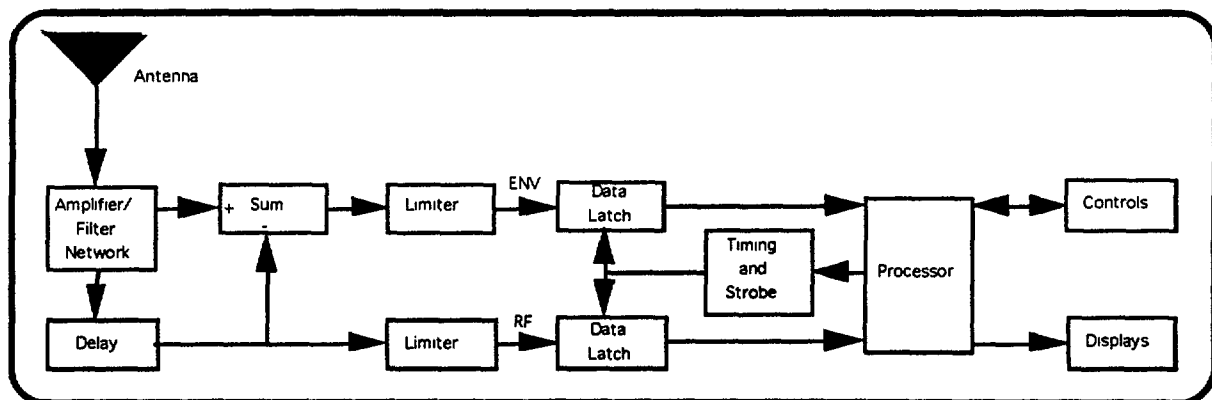 Antenna
Amplifier/
Filter
Network
+ Sum
-
Limiter
ENV
Data
Latch
Timing
and
Strobe
Processor
Controls
Delay
Limiter
RF
Data
Latch
Displays